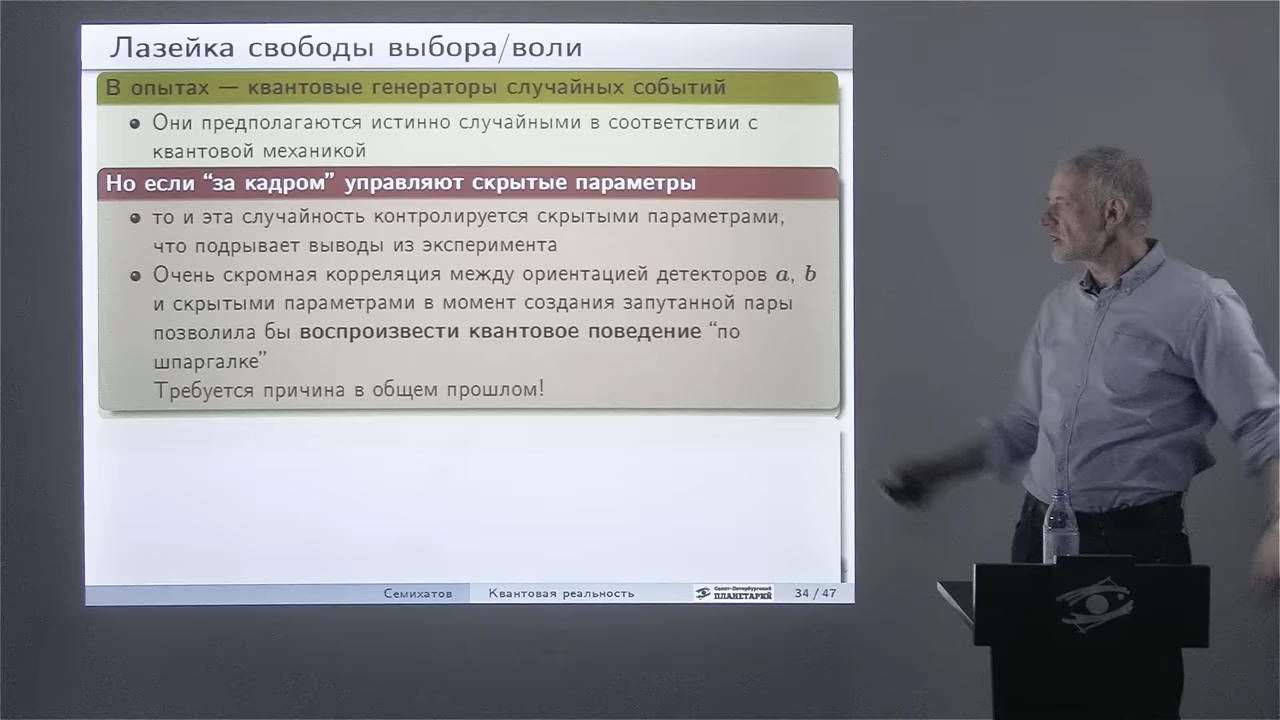 Лазейка свободы выбора/воли
В опытах — квантовые генераторы случайных событий
Они предполагаются истинно случайными в соответствии с
квантовой механикой
Но если “за кадром” управляют скрытые параметры
то и эта случайность контролируется скрытыми параметрами,
что подрывает выводы из эксперимента
Очень скромная корреляция между ориентацией детекторов a, b
и скрытыми параметрами в момент создания запутанной пары
позволила бы воспроизвести квантовое поведение “по
шпаргалке”
Требуется причина в общем прошлом!
Семихатов
Квантовая реальность
Санкт-Петербургский
ПЛАНЕТАРИЙ
34 / 47